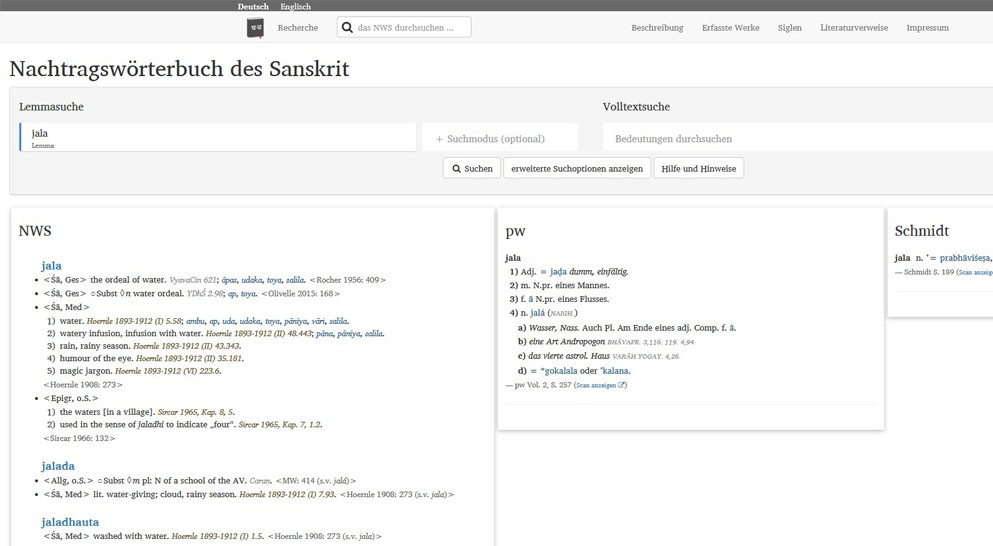 Deutsch English
Recherche das NWS durchsuchen ... Beschreibung Erfasste Werke Siglen Literaturverweise Impressum
Nachtragswörterbuch des Sanskrit
Lemmasuche
Volltextsuche
jala
Lemma
+ Suchmodus (optional)
Bedeutungen durchsuchen
Suchen erweiterte Suchoptionen anzeigen Hilfe und Hinweise
NWS
jala
• <Śā, Ges> the ordeal of water. VyavaCin 621; āpas, udaka, toya, salila. <Rocher 1956: 409>
• <Śā, Ges> ○Subst ◊n water ordeal. YDhŚ 2.98; ap, toya. <Olivelle 2015: 168>
• <Śā, Med>
1) water. Hoernle 1893-1912 (I) 5.58; ambu, ap, uda, udaka, toya, pānīya, vāri, salila.
2) watery infusion, infusion with water. Hoernle 1893-1912 (II) 48.443; pāna, pānīya, salila.
3) rain, rainy season. Hoernle 1893-1912 (II) 43.343.
4) humour of the eye. Hoernle 1893-1912 (II) 35.181.
5) magic jargon. Hoernle 1893-1912 (VI) 223.6.
<Hoernle 1908: 273>
• <Epigr, o.S.>
1) the waters [in a village]. Sircar 1965, Kap. 8, 5.
2) used in the sense of jaladhi to indicate „four“. Sircar 1965, Kap. 7, 1.2.
<Sircar 1966: 132>
jalada
• <Allg, o.S.> ○Subst ◊m pl: N of a school of the AV. Caraṇ. <MW: 414 (s.v. jald)>
• <Śā, Med> lit. water-giving; cloud, rainy season. Hoernle 1893-1912 (I) 7.93. <Hoernle 1908: 273 (s.v. jala)>
jaladhauta
• <Śā, Med> washed with water. Hoernle 1893-1912 (I) 1.5. <Hoernle 1908: 273 (s.v. jala)>
pw
jala
1) Adj. = jaḍa dumm, einfältig.
2) m. N.pr. eines Mannes.
3) f. ā N.pr. eines Flusses.
4) n. jalá (NAIGH.)
a) Wasser, Nass. Auch Pl. Am Ende eines adj. Comp. f. ā.
b) eine Art Andropogon BHĀVAPR. 3,116. 119. 4,94.
c) das vierte astrol. Haus VARĀH.YOGAY. 4,26.
d) = *gokalala oder °kalana.
— pw Vol. 2, S. 257 (Scan anzeigen)
Schmidt
jala n. °= prabhāviśeṣa,
— Schmidt S. 189 (Scan anzeig